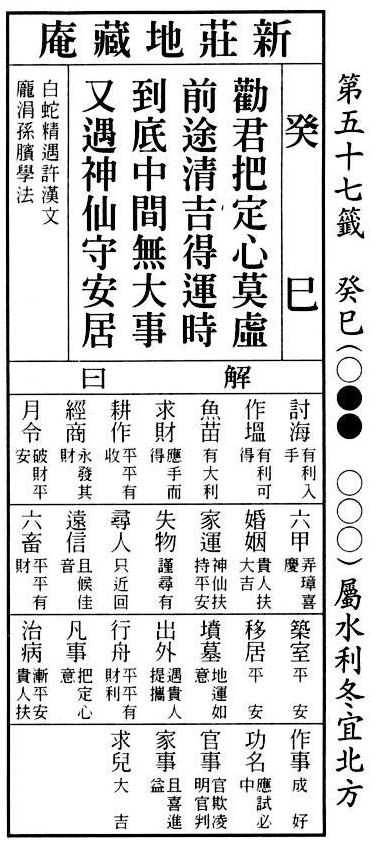 第五十七籤 癸巳(○●● ○○○)屬水利冬宜北方
新莊地藏庵
癸巳
勸君把定心莫虛
前途清吉得運時
到底中間無大事
又遇神仙守安居
白蛇精遇許漢文
龐涓孫臏學法
解曰
討海 有利入手
作塭 有利可得
魚苗 有大利
求財 應手而得
耕作 平平有收
經商 永發其財
月令 破財平安
六甲 弄璋喜慶
婚姻 貴人扶大吉
家運 神仙扶持平安
失物 謹尋有
尋人 只近回
遠信 且候佳音
六畜 平平有財
築室 平安
移居 平安
墳墓 地運如意
出外 遇貴人提攜
行舟 平平有財利
凡事 把定心意
治病 漸平安貴人扶
作事 成好
功名 應試必中
官事 官欺凌明官判
家事 且喜進益
求兒 大吉